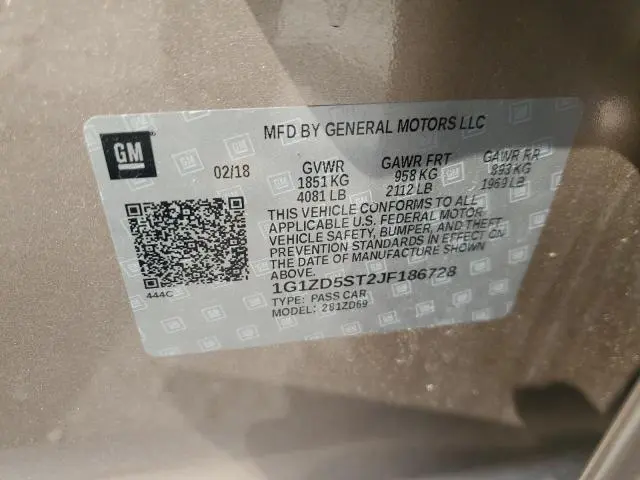 MFD BY GENERAL MOTORS LLC
GM
02/18 GVWR GAWR FRT GAWR RR
1851 KG 958 KG 893 KG
4081 LB 2112 LB 1969 LB
THIS VEHICLE CONFORMS TO ALL
APPLICABLE U.S. FEDERAL MOTOR
VEHICLE SAFETY, BUMPER, AND THEFT
PREVENTION STANDARDS IN EFFECT ON
THE DATE OF MANUFACTURE SHOWN
ABOVE.
444C
1G1ZD5ST2JF186728
TYPE: PASS CAR
MODEL: 281ZD69